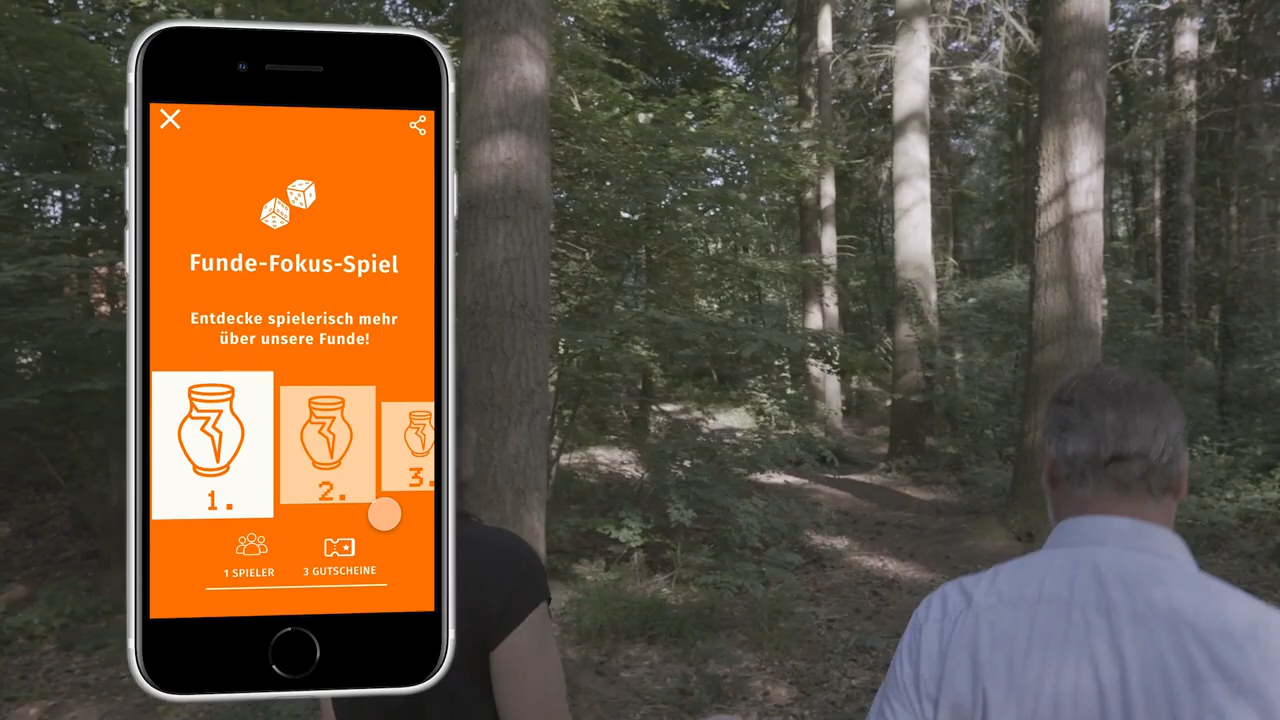 Funde-Fokus-Spiel
Entdecke spielerisch mehr
über unsere Funde!
1.
2.
3.
1 SPIELER
3 GUTSCHEINE